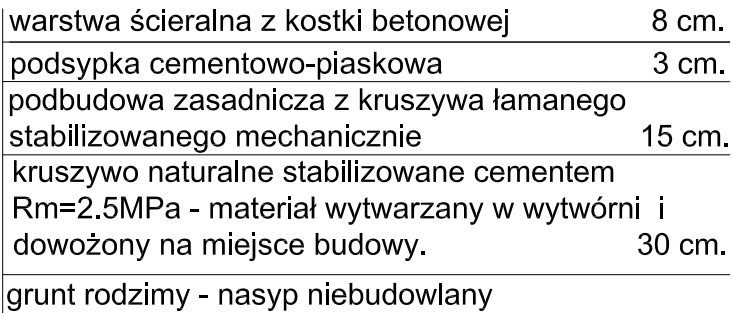 warstwa ścieralna z kostki betonowej 8 cm.
podsypka cementowo-piaskowa 3 cm.
podbudowa zasadnicza z kruszywa łamanego
stabilizowanego mechanicznie 15 cm.
kruszywo naturalne stabilizowane cementem
Rm=2.5MPa - materiał wytwarzany w wytwórni i
dowożony na miejsce budowy. 30 cm.
grunt rodzimy - nasyp niebudowlany